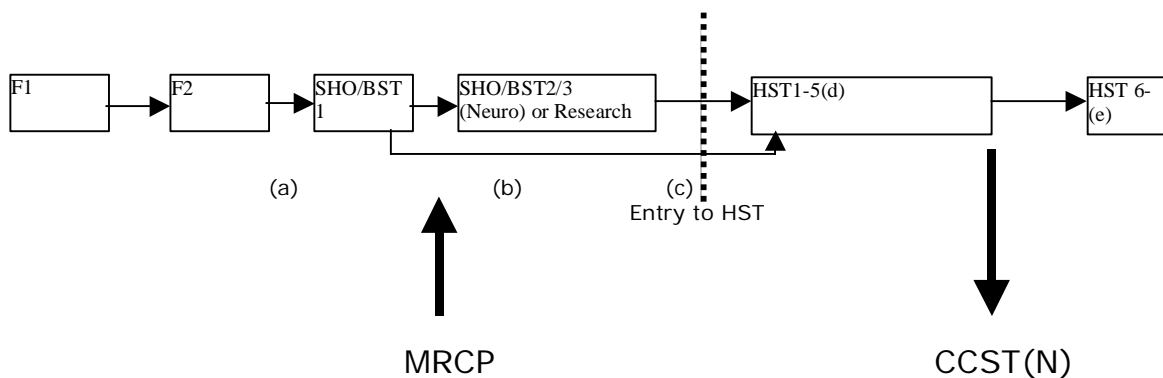 F1
F2
SHO/BST
1
SHO/BST2/3
(Neuro) or Research
HST1-5(d)
HST 6-
(e)
(a)
(b)
(c)
Entry to HST
MRCP
CCST(N)